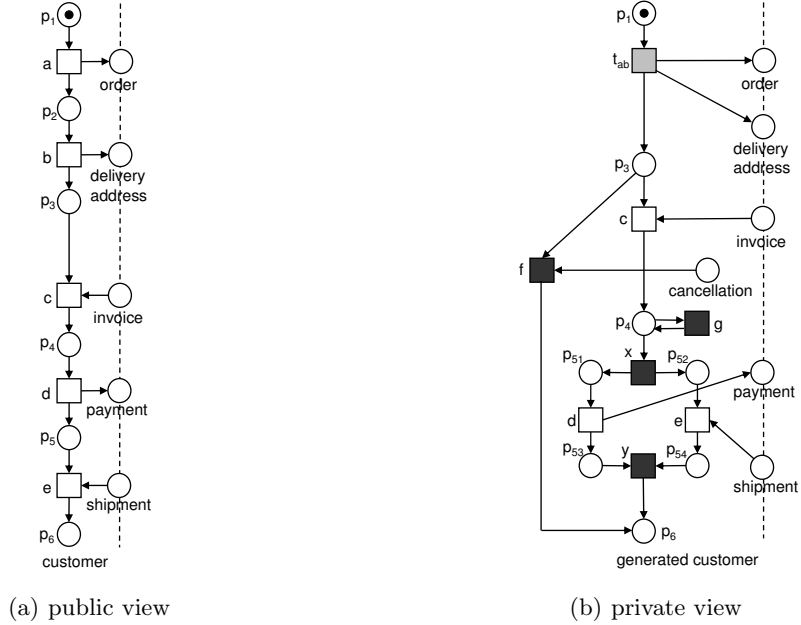 p1
a
order
p2
b
delivery
address
p3
c
invoice
p4
d
payment
p5
e
shipment
p6
customer
(a) public view
p1
tab
order
delivery
address
p3
c
invoice
f
cancellation
p4
g
x
p51
p52
payment
d
e
p53
y
p54
shipment
p6
generated customer
(b) private view